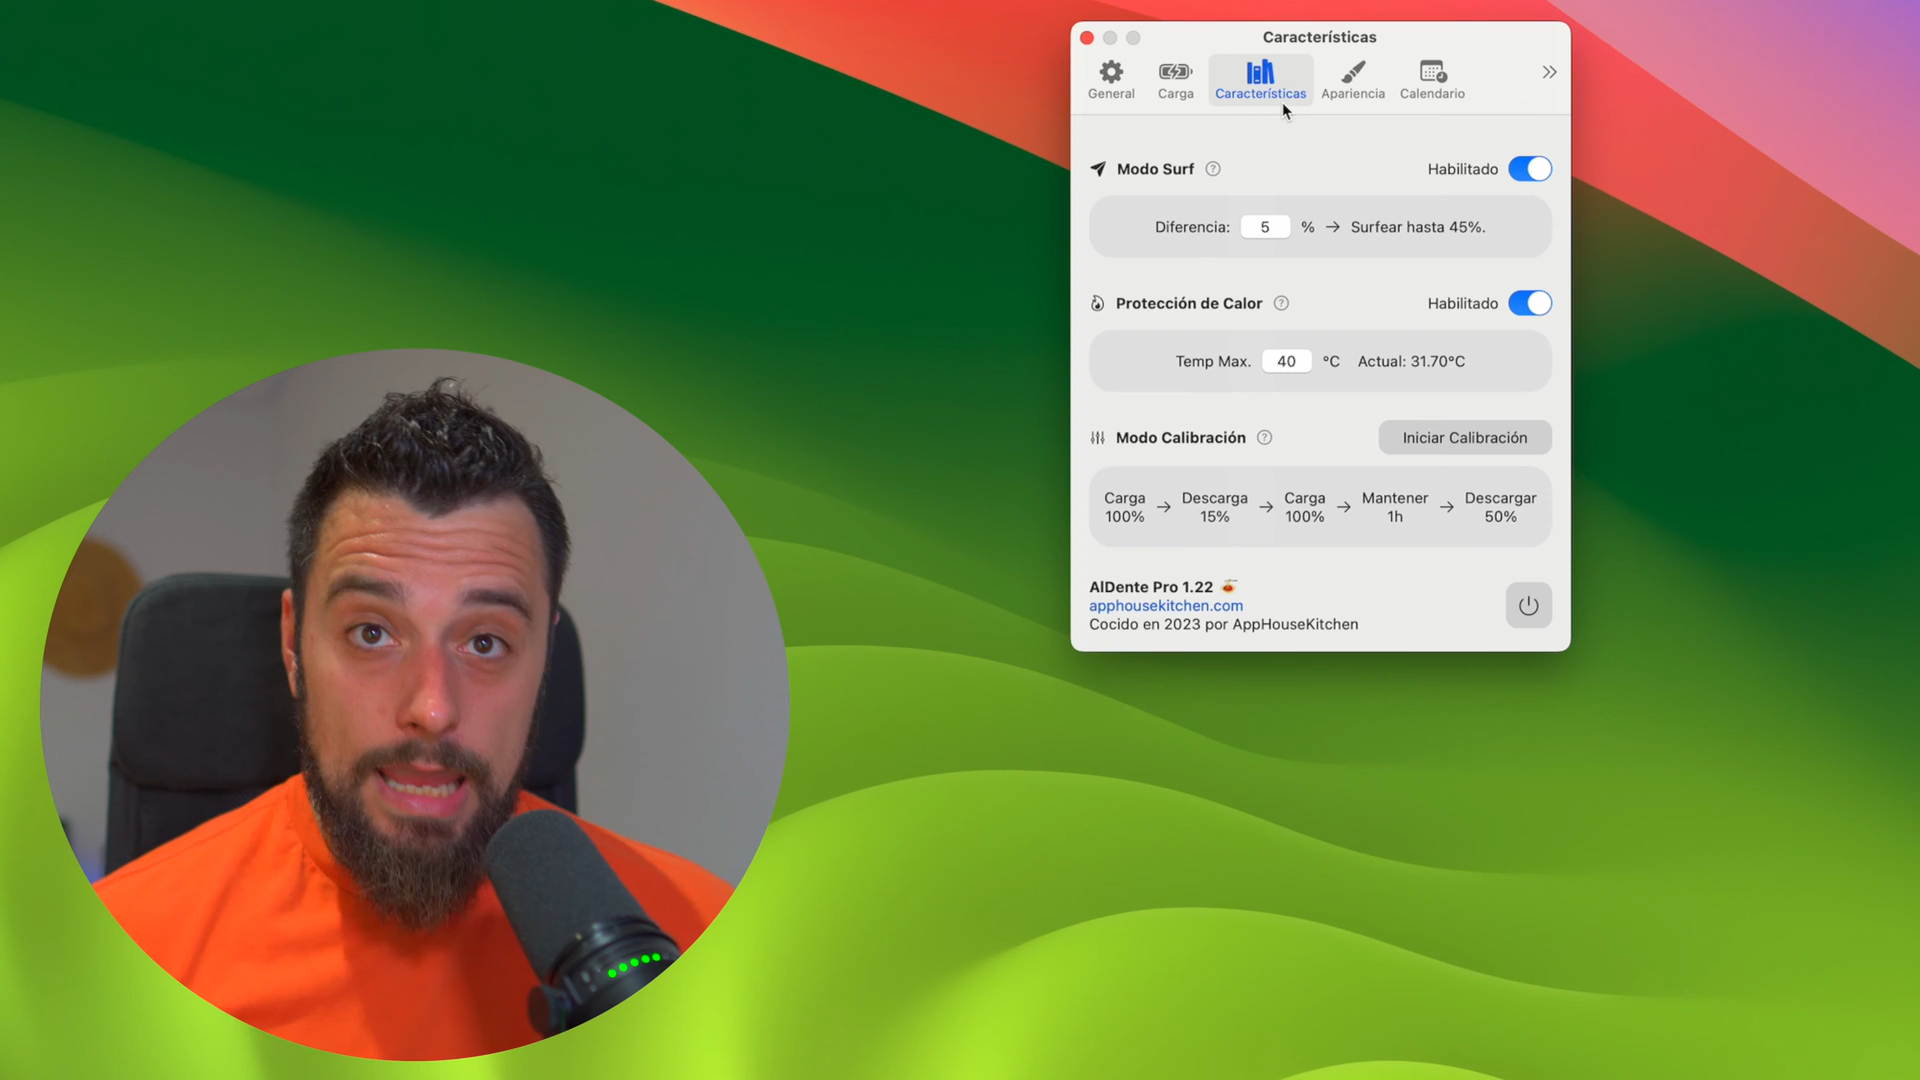 Características
General
Carga
Características
Apariencia
Calendario
Modo Surf ?
Habilitado
Diferencia: 5 % → Surfear hasta 45%.
Protección de Calor ?
Habilitado
Temp Max. 40 °C Actual: 31.70°C
Modo Calibración ?
Iniciar Calibración
Carga 100% → Descarga 15% → Carga 100% → Mantener 1h → Descargar 50%
AlDente Pro 1.22
apphousekitchen.com
Cocido en 2023 por AppHouseKitchen